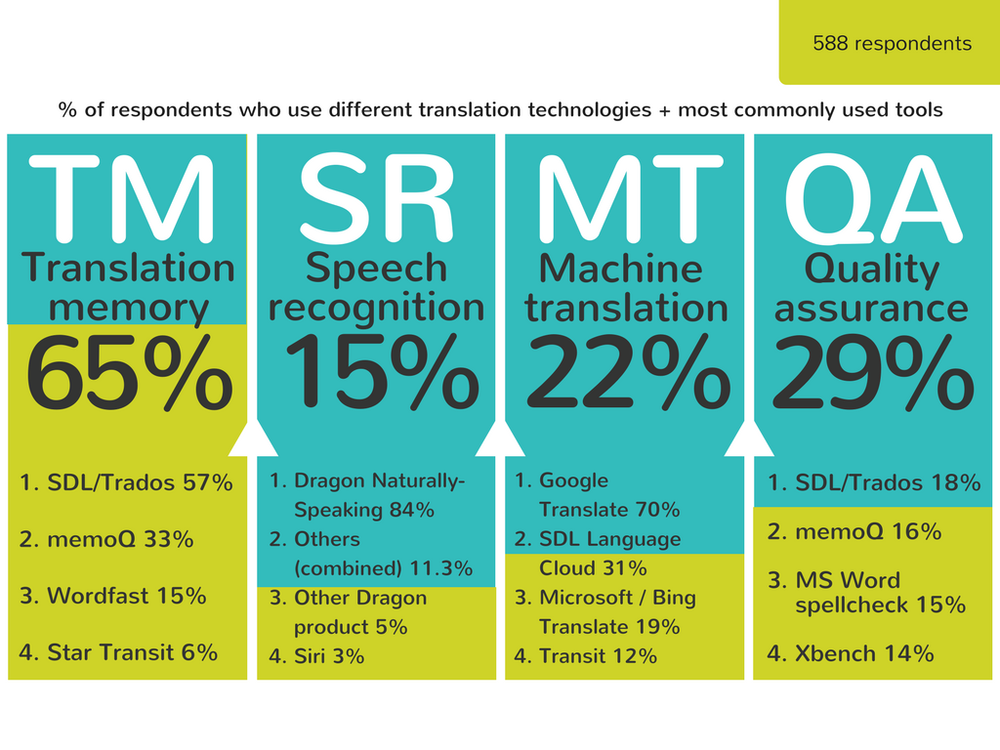 588 respondents
% of respondents who use different translation technologies + most commonly used tools
TM
Translation
memory
65%
1. SDL/Trados 57%
2. memoQ 33%
3. Wordfast 15%
4. Star Transit 6%
SR
Speech
recognition
15%
1. Dragon Naturally-
Speaking 84%
2. Others
(combined) 11.3%
3. Other Dragon
product 5%
4. Siri 3%
MT
Machine
translation
22%
1. Google
Translate 70%
2. SDL Language
Cloud 31%
3. Microsoft / Bing
Translate 19%
4. Transit 12%
QA
Quality
assurance
29%
1. SDL/Trados 18%
2. memoQ 16%
3. MS Word
spellcheck 15%
4. Xbench 14%